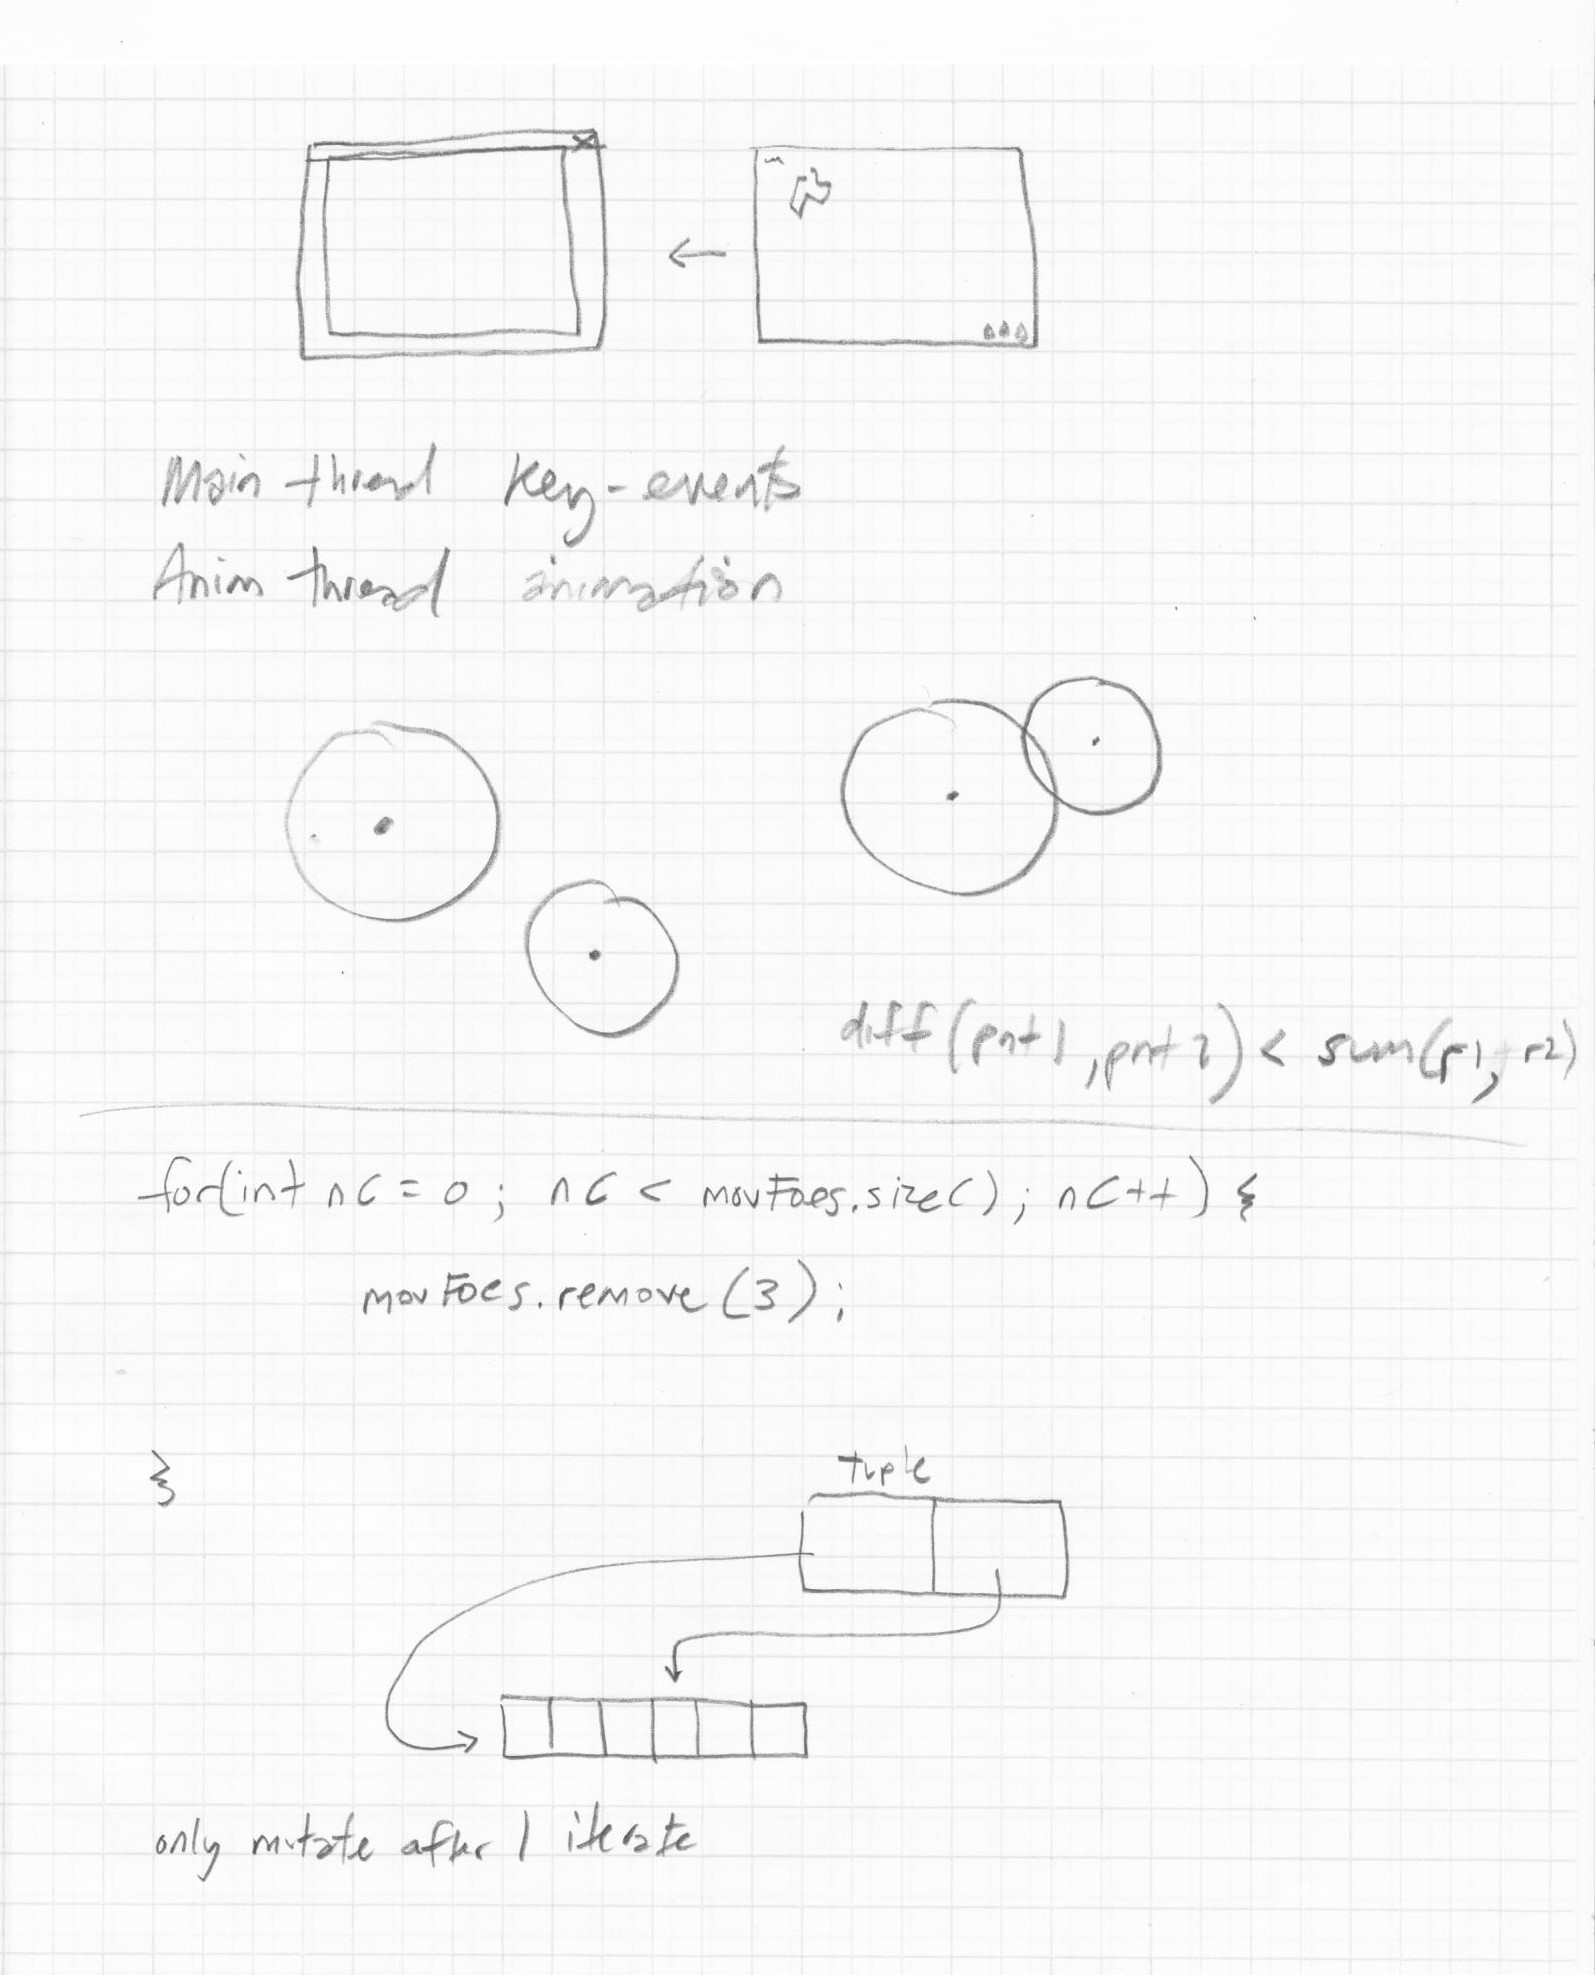 Main thread key-events
Anim thread animation
diff(pnt1, pnt2) < sum(r1, r2)
for(int nC = 0; nC < movFoes.size(); nC++) {
movFoes.remove(3);
}
tuple
only mutate after I iterate